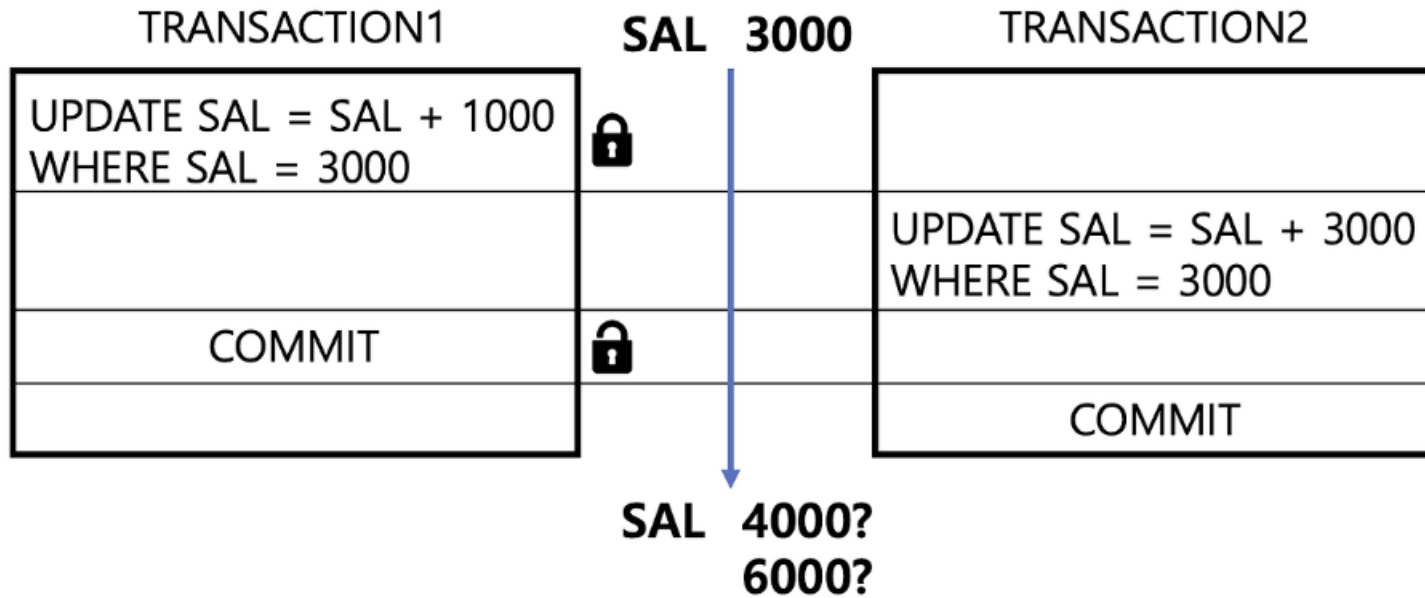 TRANSACTION1
SAL 3000
TRANSACTION2
UPDATE SAL = SAL + 1000
WHERE SAL = 3000
UPDATE SAL = SAL + 3000
WHERE SAL = 3000
COMMIT
COMMIT
SAL 4000?
6000?